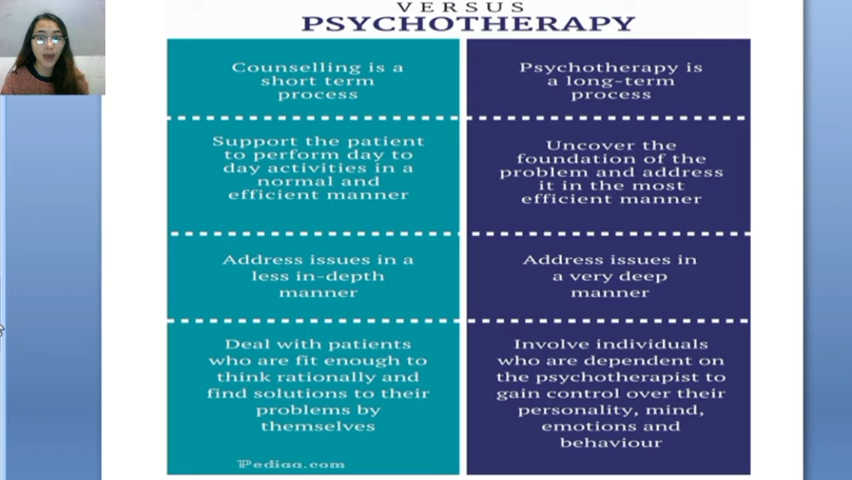 VERSUS
PSYCHOTHERAPY
Counselling is a
short term
process
Psychotherapy is
a long-term
process
Support the patient
to perform day to
day activities in a
normal and
efficient manner
Uncover the
foundation of the
problem and address
it in the most
efficient manner
Address issues in a
less in-depth
manner
Address issues in
a very deep
manner
Deal with patients
who are fit enough to
think rationally and
find solutions to their
problems by
themselves
Involve individuals
who are dependent on
the psychotherapist to
gain control over their
personality, mind,
emotions and
behaviour
Pediaa.com